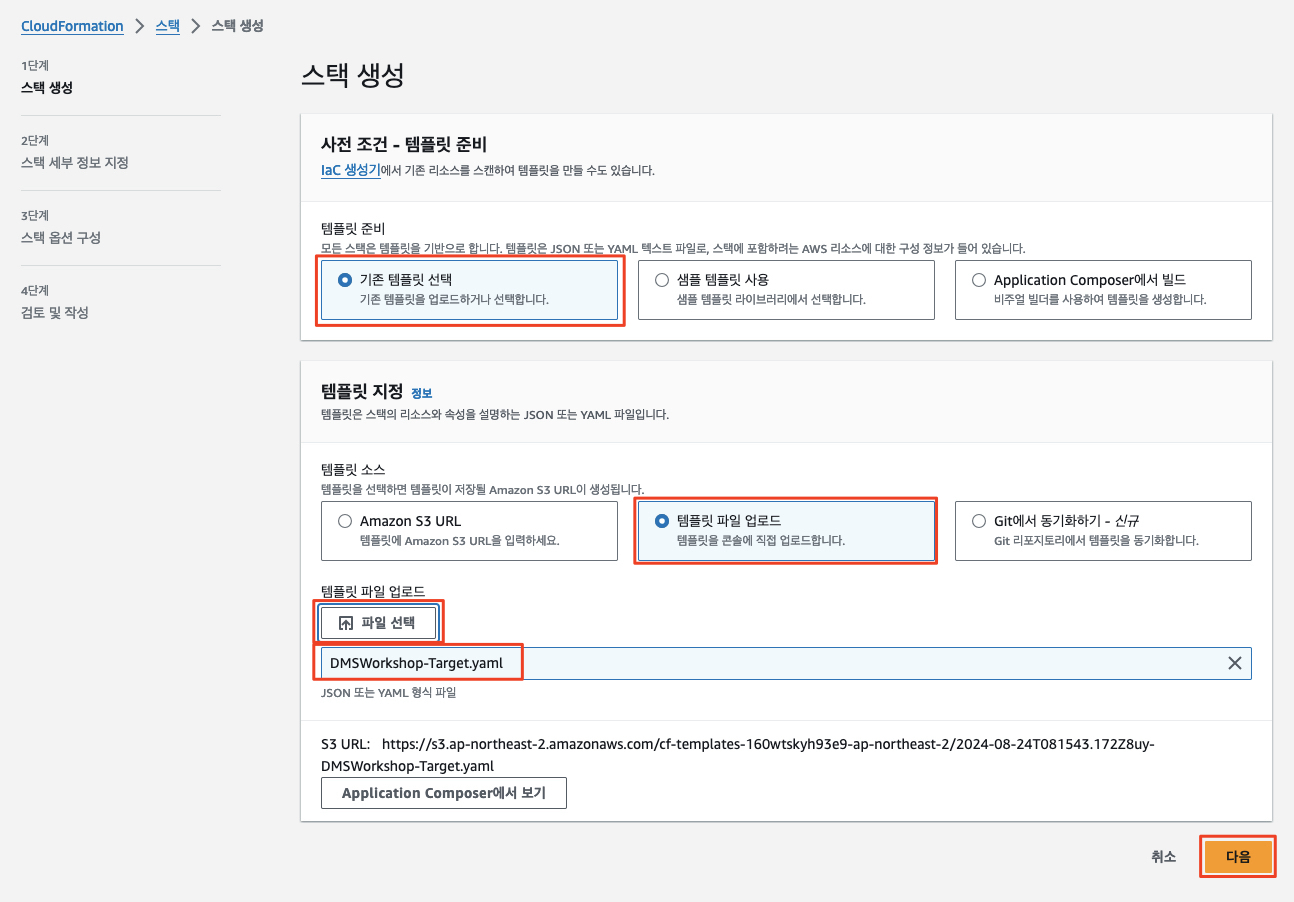 CloudFormation > 스택 > 스택 생성
1단계
스택 생성
2단계
스택 세부 정보 지정
3단계
스택 옵션 구성
4단계
검토 및 작성
스택 생성
사전 조건 - 템플릿 준비
IaC 생성기에서 기존 리소스를 스캔하여 템플릿을 만들 수도 있습니다.
템플릿 준비
모든 스택은 템플릿을 기반으로 합니다. 템플릿은 JSON 또는 YAML 텍스트 파일로, 스택에 포함하려는 AWS 리소스에 대한 구성 정보가 들어 있습니다.
기존 템플릿 선택
기존 템플릿을 업로드하거나 선택합니다.
샘플 템플릿 사용
샘플 템플릿 라이브러리에서 선택합니다.
Application Composer에서 빌드
비주얼 빌더를 사용하여 템플릿을 생성합니다.
템플릿 지정 정보
템플릿은 스택의 리소스와 속성을 설명하는 JSON 또는 YAML 파일입니다.
템플릿 소스
템플릿을 선택하면 템플릿이 저장될 Amazon S3 URL이 생성됩니다.
Amazon S3 URL
템플릿에 Amazon S3 URL을 입력하세요.
템플릿 파일 업로드
템플릿을 콘솔에 직접 업로드합니다.
Git에서 동기화하기 - 신규
Git 리포지토리에서 템플릿을 동기화합니다.
템플릿 파일 업로드
파일 선택
DMSWorkshop-Target.yaml
JSON 또는 YAML 형식 파일
S3 URL: https://s3.ap-northeast-2.amazonaws.com/cf-templates-160wtskyh93e9-ap-northeast-2/2024-08-24T081543.172Z8uy-
DMSWorkshop-Target.yaml
Application Composer에서 보기
취소
다음